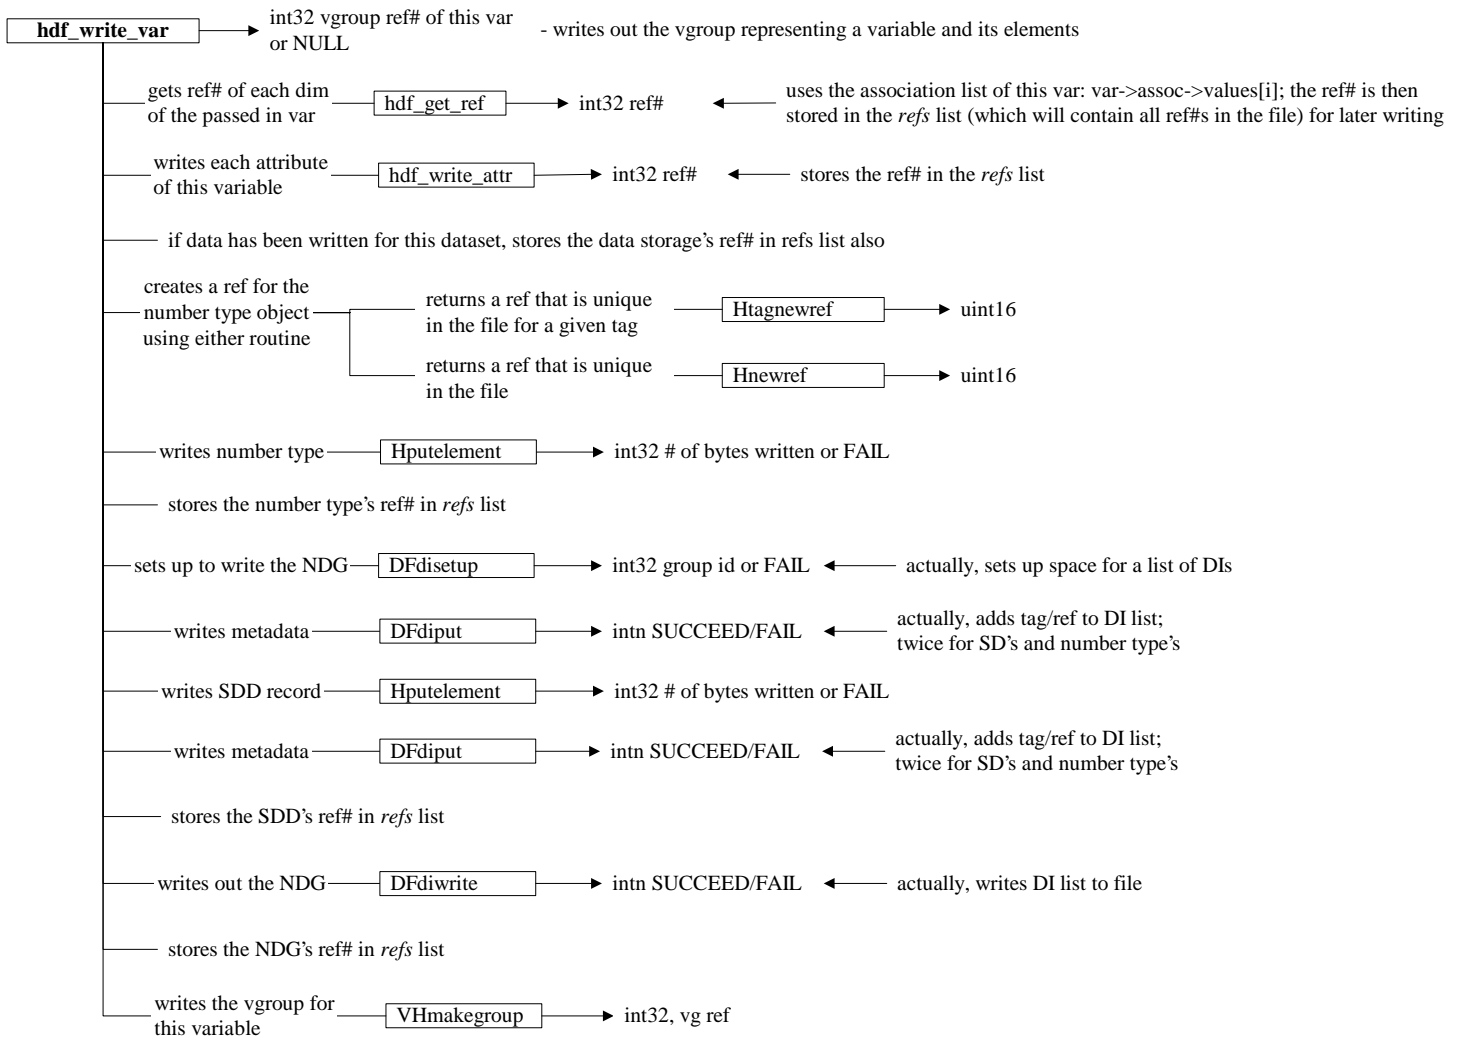 hdf_write_var
int32 vgroup ref# of this var
or NULL
- writes out the vgroup representing a variable and its elements
gets ref# of each dim
of the passed in var
hdf_get_ref
int32 ref#
uses the association list of this var: var->assoc->values[i]; the ref# is then
stored in the refs list (which will contain all ref#s in the file) for later writing
writes each attribute
of this variable
hdf_write_attr
int32 ref#
stores the ref# in the refs list
if data has been written for this dataset, stores the data storage's ref# in refs list also
creates a ref for the
number type object
using either routine
returns a ref that is unique
in the file for a given tag
Htagnewref
uint16
returns a ref that is unique
in the file
Hnewref
uint16
writes number type
Hputelement
int32 # of bytes written or FAIL
stores the number type's ref# in refs list
sets up to write the NDG
DFdisetup
int32 group id or FAIL
actually, sets up space for a list of DIs
writes metadata
DFdiput
intn SUCCEED/FAIL
actually, adds tag/ref to DI list;
twice for SD's and number type's
writes SDD record
Hputelement
int32 # of bytes written or FAIL
writes metadata
DFdiput
intn SUCCEED/FAIL
actually, adds tag/ref to DI list;
twice for SD's and number type's
stores the SDD's ref# in refs list
writes out the NDG
DFdiwrite
intn SUCCEED/FAIL
actually, writes DI list to file
stores the NDG's ref# in refs list
writes the vgroup for
this variable
VHmakegroup
int32, vg ref